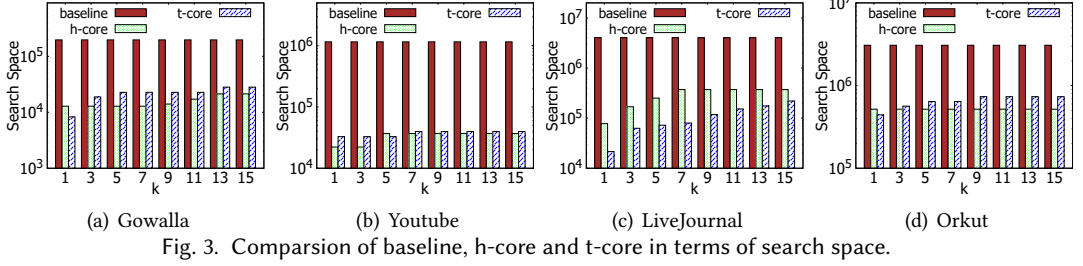 baseline t-core
h-core
Search Space
10^5
10^4
10^3
1 3 5 7 9 11 13 15
k
(a) Gowalla
baseline t-core
h-core
Search Space
10^6
10^5
10^4
1 3 5 7 9 11 13 15
k
(b) Youtube
baseline t-core
h-core
Search Space
10^7
10^6
10^5
10^4
1 3 5 7 9 11 13 15
k
(c) LiveJournal
baseline t-core
h-core
Search Space
10^7
10^6
10^5
1 3 5 7 9 11 13 15
k
(d) Orkut
Fig. 3. Comparsion of baseline, h-core and t-core in terms of search space.